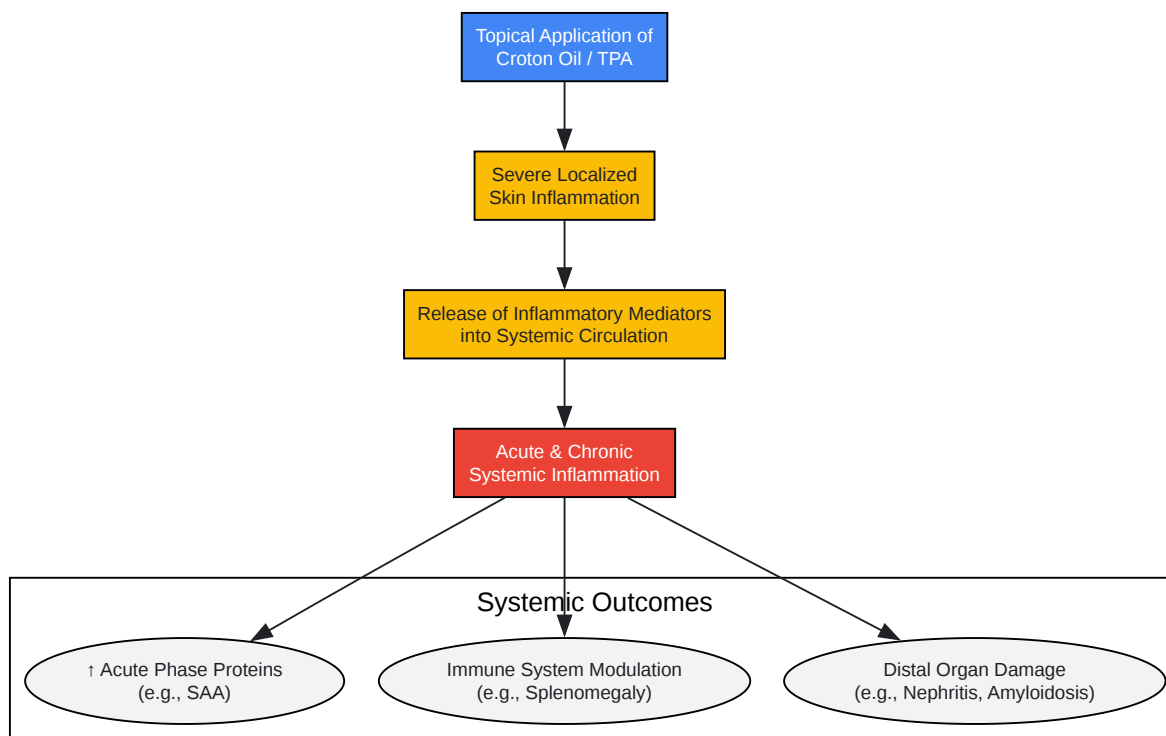 Topical Application of
Croton Oil / TPA
Severe Localized
Skin Inflammation
Release of Inflammatory Mediators
into Systemic Circulation
Acute & Chronic
Systemic Inflammation
Systemic Outcomes
↑ Acute Phase Proteins
(e.g., SAA)
Immune System Modulation
(e.g., Splenomegaly)
Distal Organ Damage
(e.g., Nephritis, Amyloidosis)